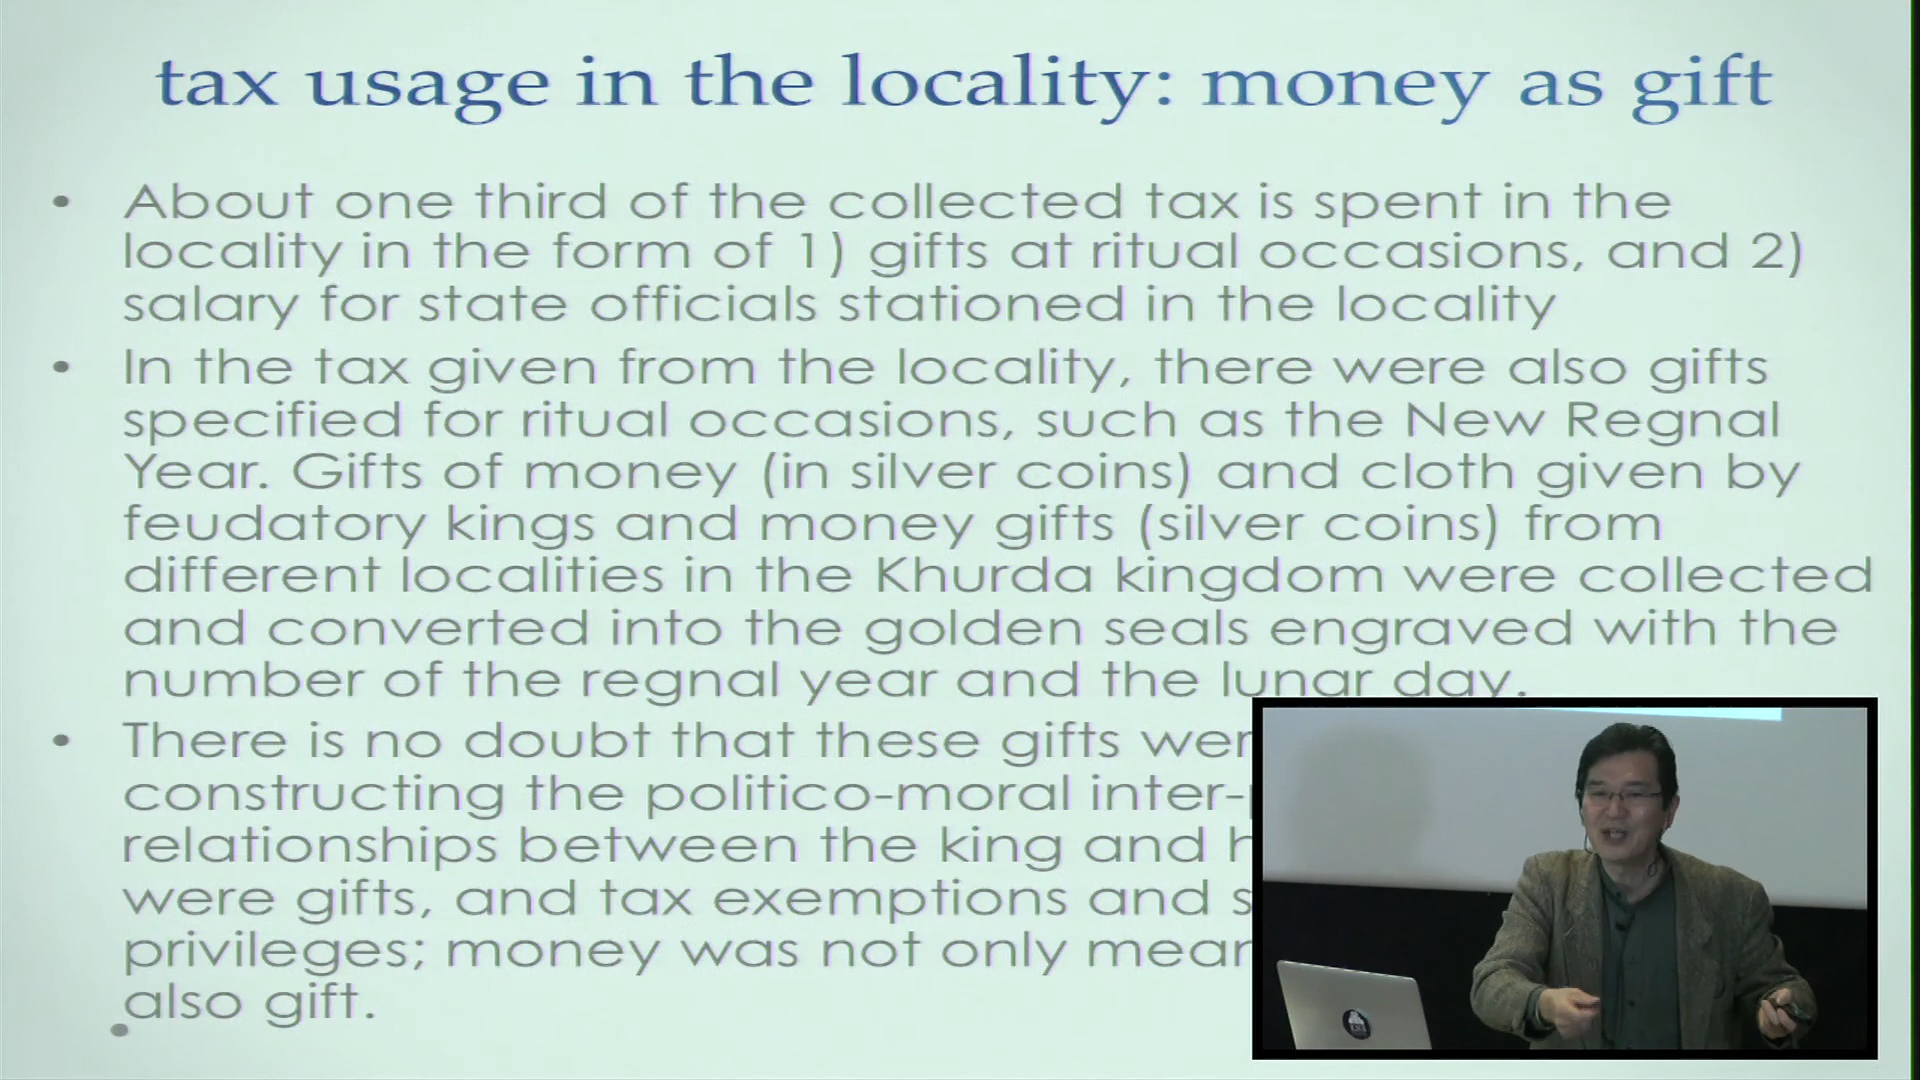 tax usage in the locality: money as gift
• About one third of the collected tax is spent in the
locality in the form of 1) gifts at ritual occasions, and 2)
salary for state officials stationed in the locality
• In the tax given from the locality, there were also gifts
specified for ritual occasions, such as the New Regnal
Year. Gifts of money (in silver coins) and cloth given by
feudatory kings and money gifts (silver coins) from
different localities in the Khurda kingdom were collected
and converted into the golden seals engraved with the
number of the regnal year and the lunar day.
• There is no doubt that these gifts
constructing the politico-moral
relationships between the king and
were gifts, and tax exemptions and
privileges; money was not only
also gift.